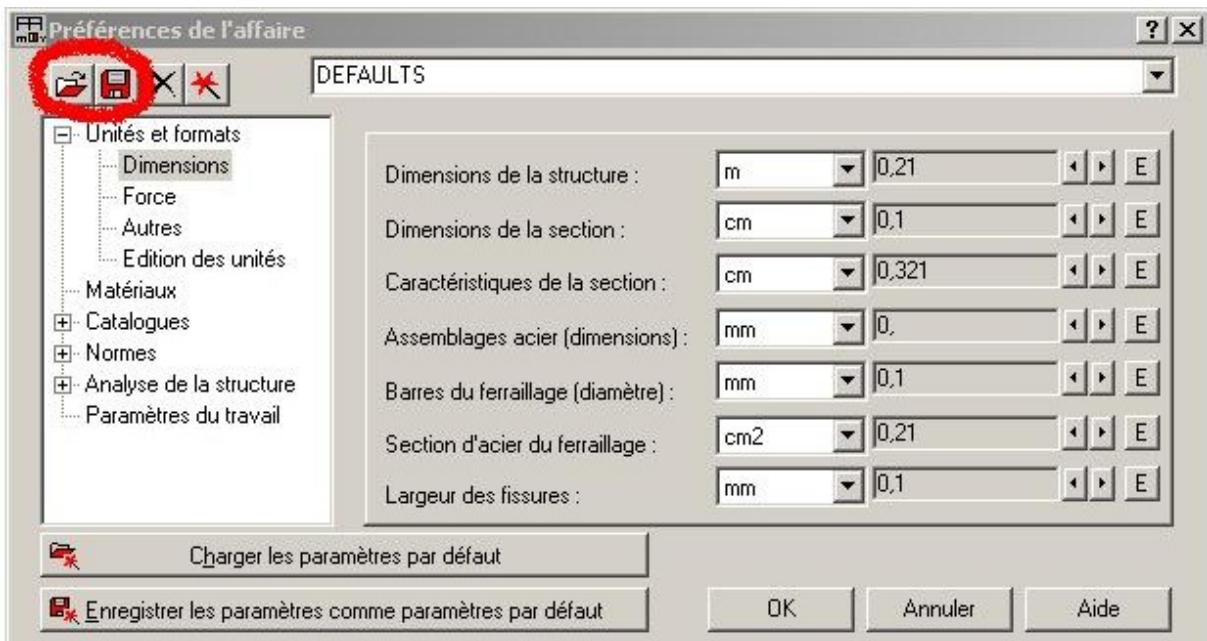 Préférences de l'affaire
DEFAULTS
Unités et formats
Dimensions
Force
Autres
Edition des unités
Matériaux
Catalogues
Normes
Analyse de la structure
Paramètres du travail
Dimensions de la structure : m 0,21 E
Dimensions de la section : cm 0,1 E
Caractéristiques de la section : cm 0,321 E
Assemblages acier (dimensions) : mm 0, E
Barres du ferraillage (diamètre) : mm 0,1 E
Section d'acier du ferraillage : cm2 0,21 E
Largeur des fissures : mm 0,1 E
Charger les paramètres par défaut
Enregistrer les paramètres comme paramètres par défaut
OK Annuler Aide